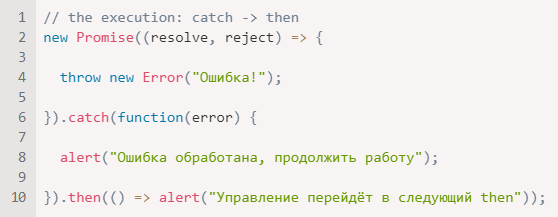 1 // the execution: catch -> then
2 new Promise((resolve, reject) => {
3
4 throw new Error("Ошибка!");
5
6 }).catch(function(error) {
7
8 alert("Ошибка обработана, продолжить работу");
9
10 }).then(() => alert("Управление перейдёт в следующий then"));